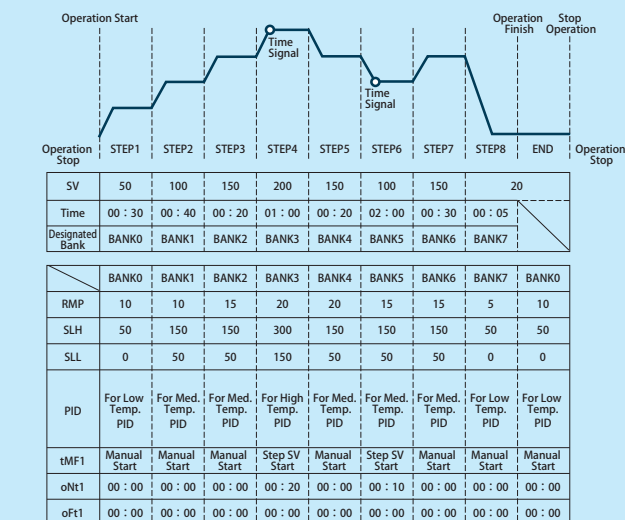 Operation Start
Operation Finish
Stop Operation
Time Signal
Time Signal
Operation Stop
STEP1 STEP2 STEP3 STEP4 STEP5 STEP6 STEP7 STEP8 END
Operation Stop
SV 50 100 150 200 150 100 150 20
Time 00:30 00:40 00:20 01:00 00:20 02:00 00:30 00:05
Designated Bank BANK0 BANK1 BANK2 BANK3 BANK4 BANK5 BANK6 BANK7
BANK0 BANK1 BANK2 BANK3 BANK4 BANK5 BANK6 BANK7 BANK0
RMP 10 10 15 20 20 15 15 5 10
SLH 50 150 150 300 150 150 150 50 50
SLL 0 50 50 150 50 50 50 0 0
PID For Low Temp. PID For Med. Temp. PID For Med. Temp. PID For High Temp. PID For Med. Temp. PID For Med. Temp. PID For Med. Temp. PID For Low Temp. PID For Low Temp. PID
tMF1 Manual Start Manual Start Manual Start Step SV Start Manual Start Step SV Start Manual Start Manual Start Manual Start
oNt1 00:00 00:00 00:00 00:20 00:00 00:10 00:00 00:00 00:00
oFt1 00:00 00:00 00:00 00:00 00:00 00:00 00:00 00:00 00:00